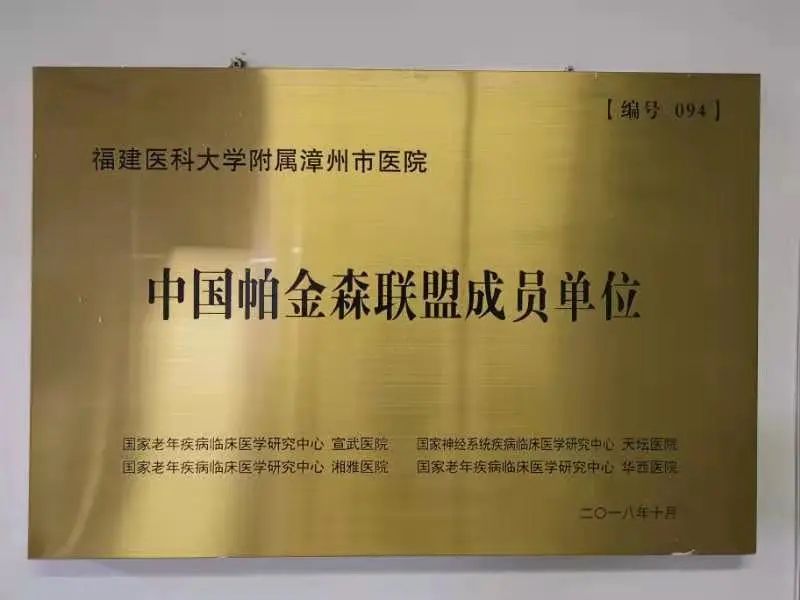 【编号 094】
福建医科大学附属漳州市医院
中国帕金森联盟成员单位
国家老年疾病临床医学研究中心 宣武医院 国家神经系统疾病临床医学研究中心 天坛医院
国家老年疾病临床医学研究中心 湘雅医院 国家老年疾病临床医学研究中心 华西医院
二〇一八年十月